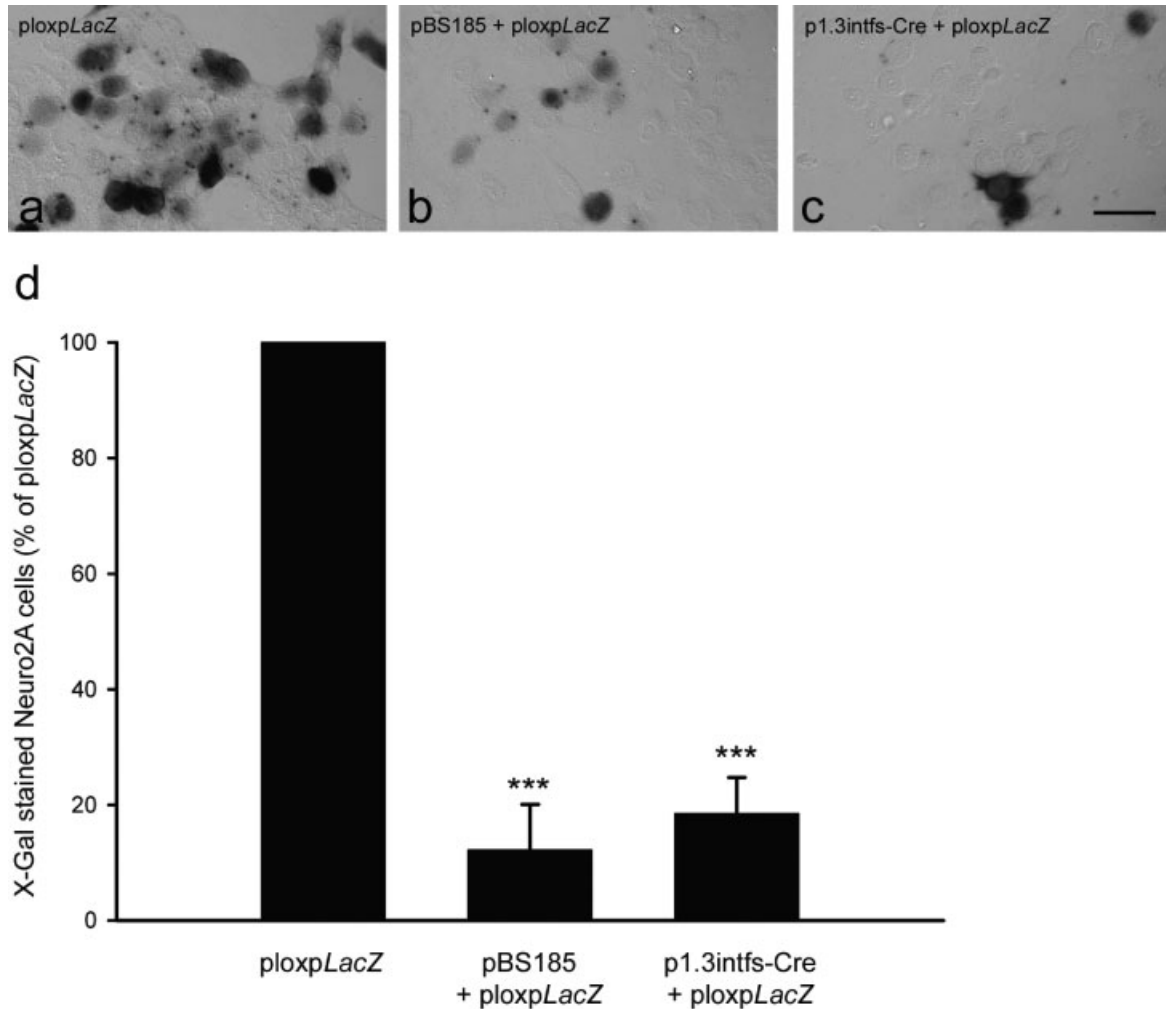 ploxpLacZ
pBS185 + ploxpLacZ
p1.3intfs-Cre + ploxpLacZ
a
b
c
d
X-Gal stained Neuro2A cells (% of ploxpLacZ)
100
80
60
40
20
0
***
***
ploxpLacZ
pBS185
+ ploxpLacZ
p1.3intfs-Cre
+ ploxpLacZ